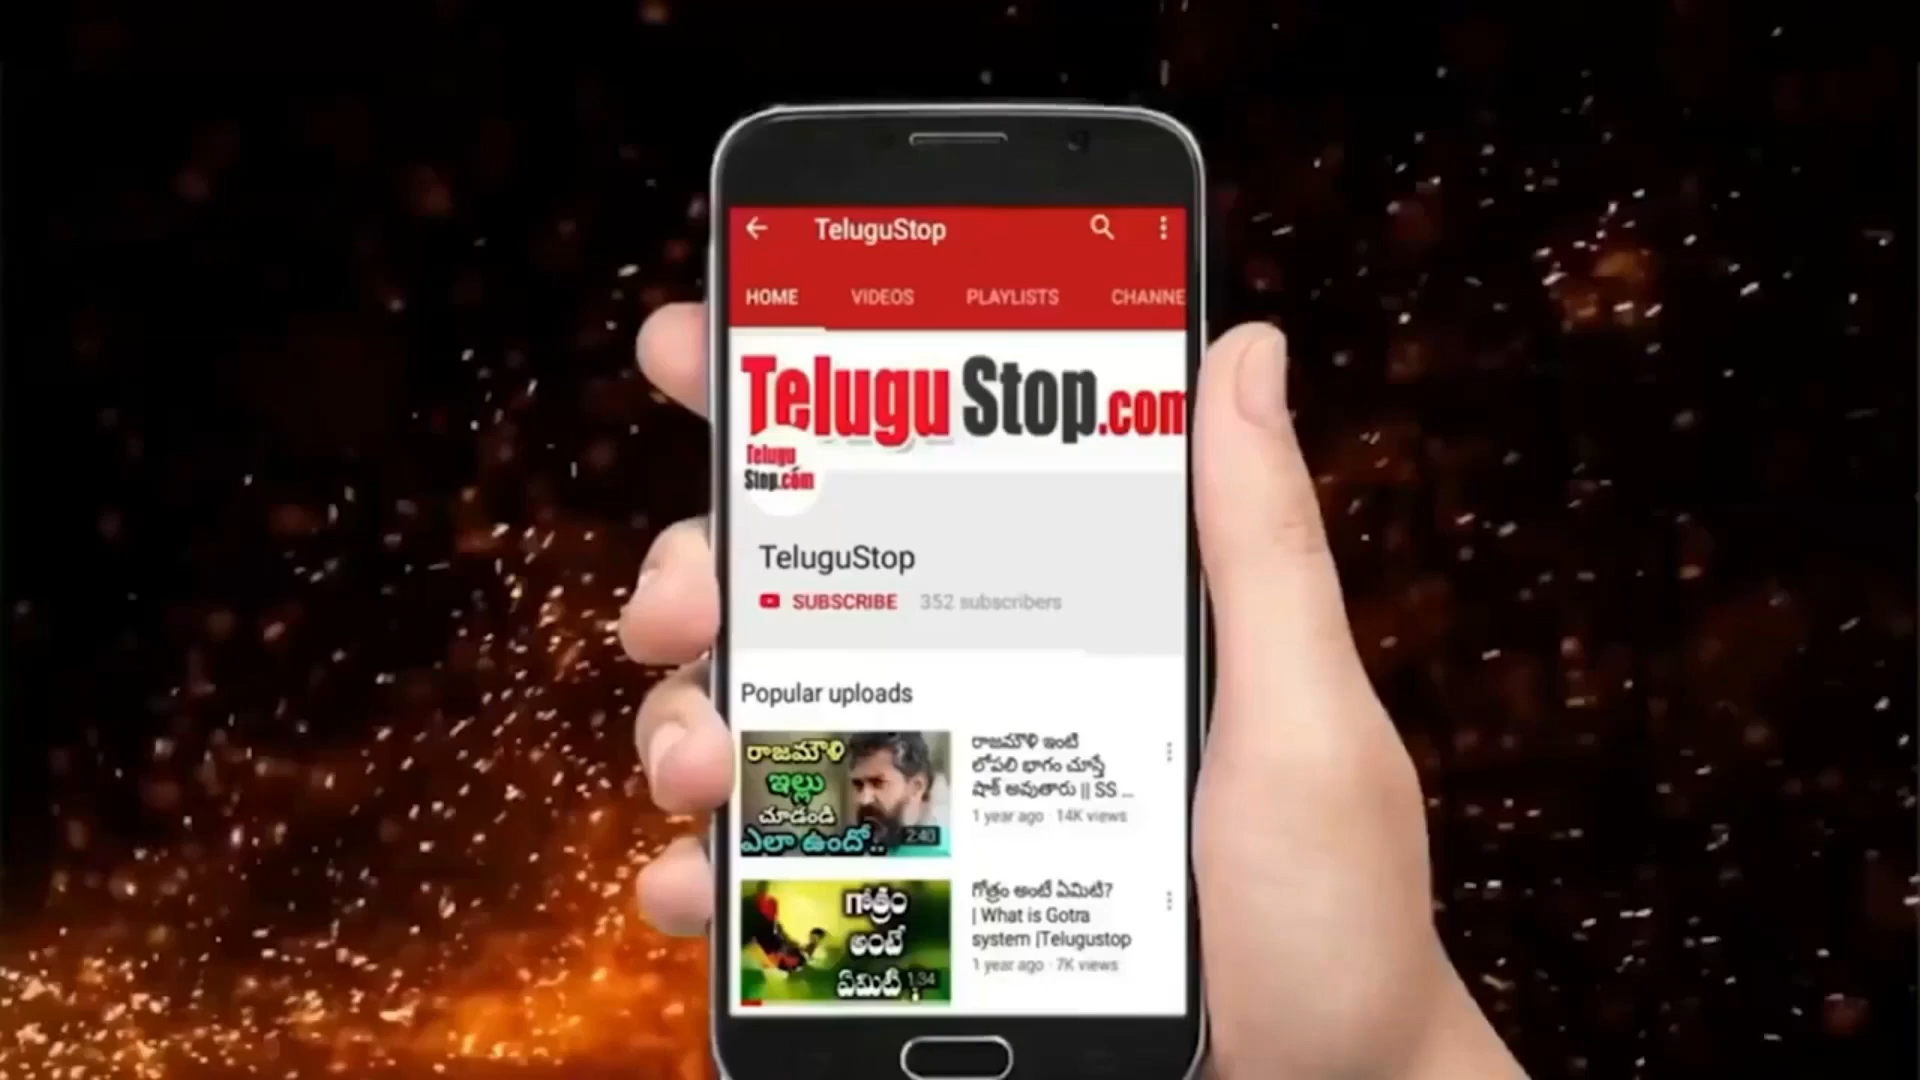 TeluguStop
HOME VIDEOS PLAYLISTS CHANNE
Telugu Stop.com
Telugu
Stop.com
TeluguStop
SUBSCRIBE 352 subscribers
Popular uploads
రాజమౌళి
ఇల్లు
చూడండి
ఎలా ఉందో..
2:40
రాజమౌళి ఇంటి
లోపలి భాగం చూస్తే
షాక్ అవుతారు || SS ...
1 year ago · 14K views
గోత్రం
అంటే
ఏమిటి
1:34
గోత్రం అంటే ఏమిటి?
| What is Gotra
system |Telugustop
1 year ago · 7K views